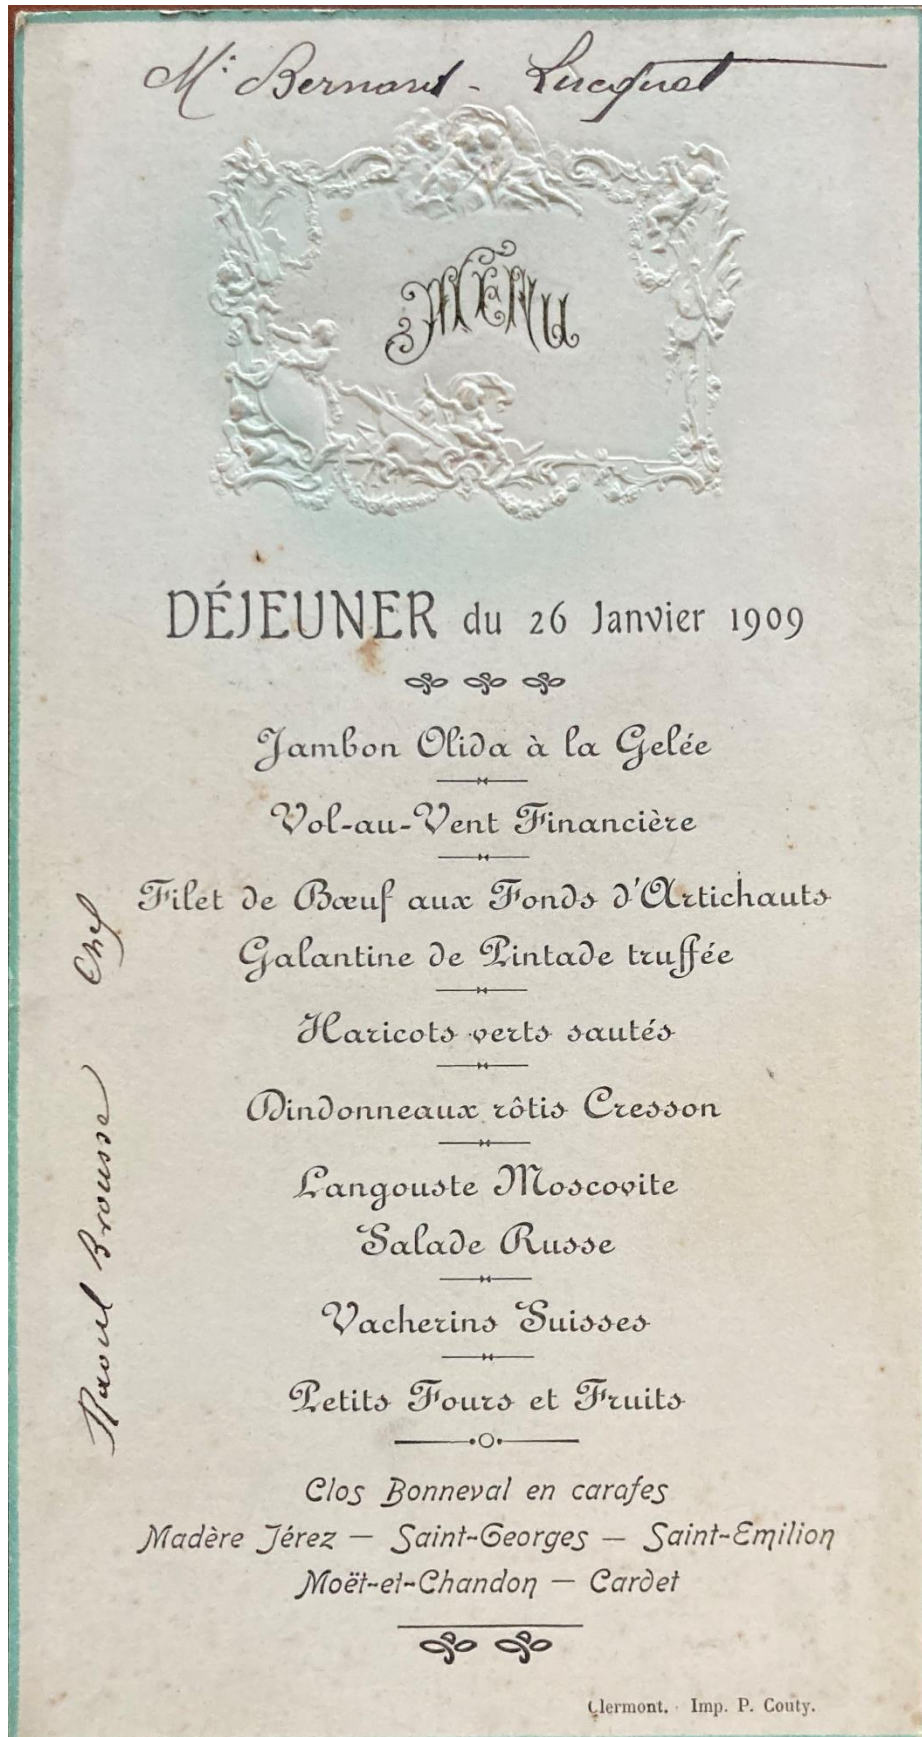 Mr Bernard - Lucquet
MENU
DÉJEUNER du 26 Janvier 1909
Jambon Olida à la Gelée
Vol-au-Vent Financière
Filet de Bœuf aux Fonds d'Artichauts
Galantine de Pintade truffée
Haricots verts sautés
Dindonneaux rôtis Cresson
Langouste Moscovite
Salade Russe
Vacherins Suisses
Petits Fours et Fruits
Clos Bonneval en carafes
Madère Jérez — Saint-Georges — Saint-Emilion
Moët-et-Chandon — Cardet
Clermont. Imp. P. Couty.
Raoul Brousse Chef